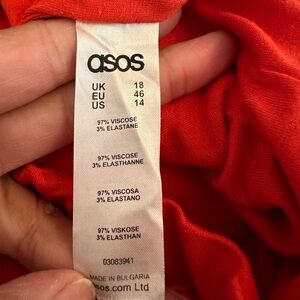 asos
UK 18
EU 46
US 14
97% VISCOSE
3% ELASTANE
97% VISCOSE
3% ELASTHANNE
97% VISCOSA
3% ELASTANO
97% VISKOSE
3% ELASTHAN
03083941
MADE IN BULGARIA
sos.com Ltd